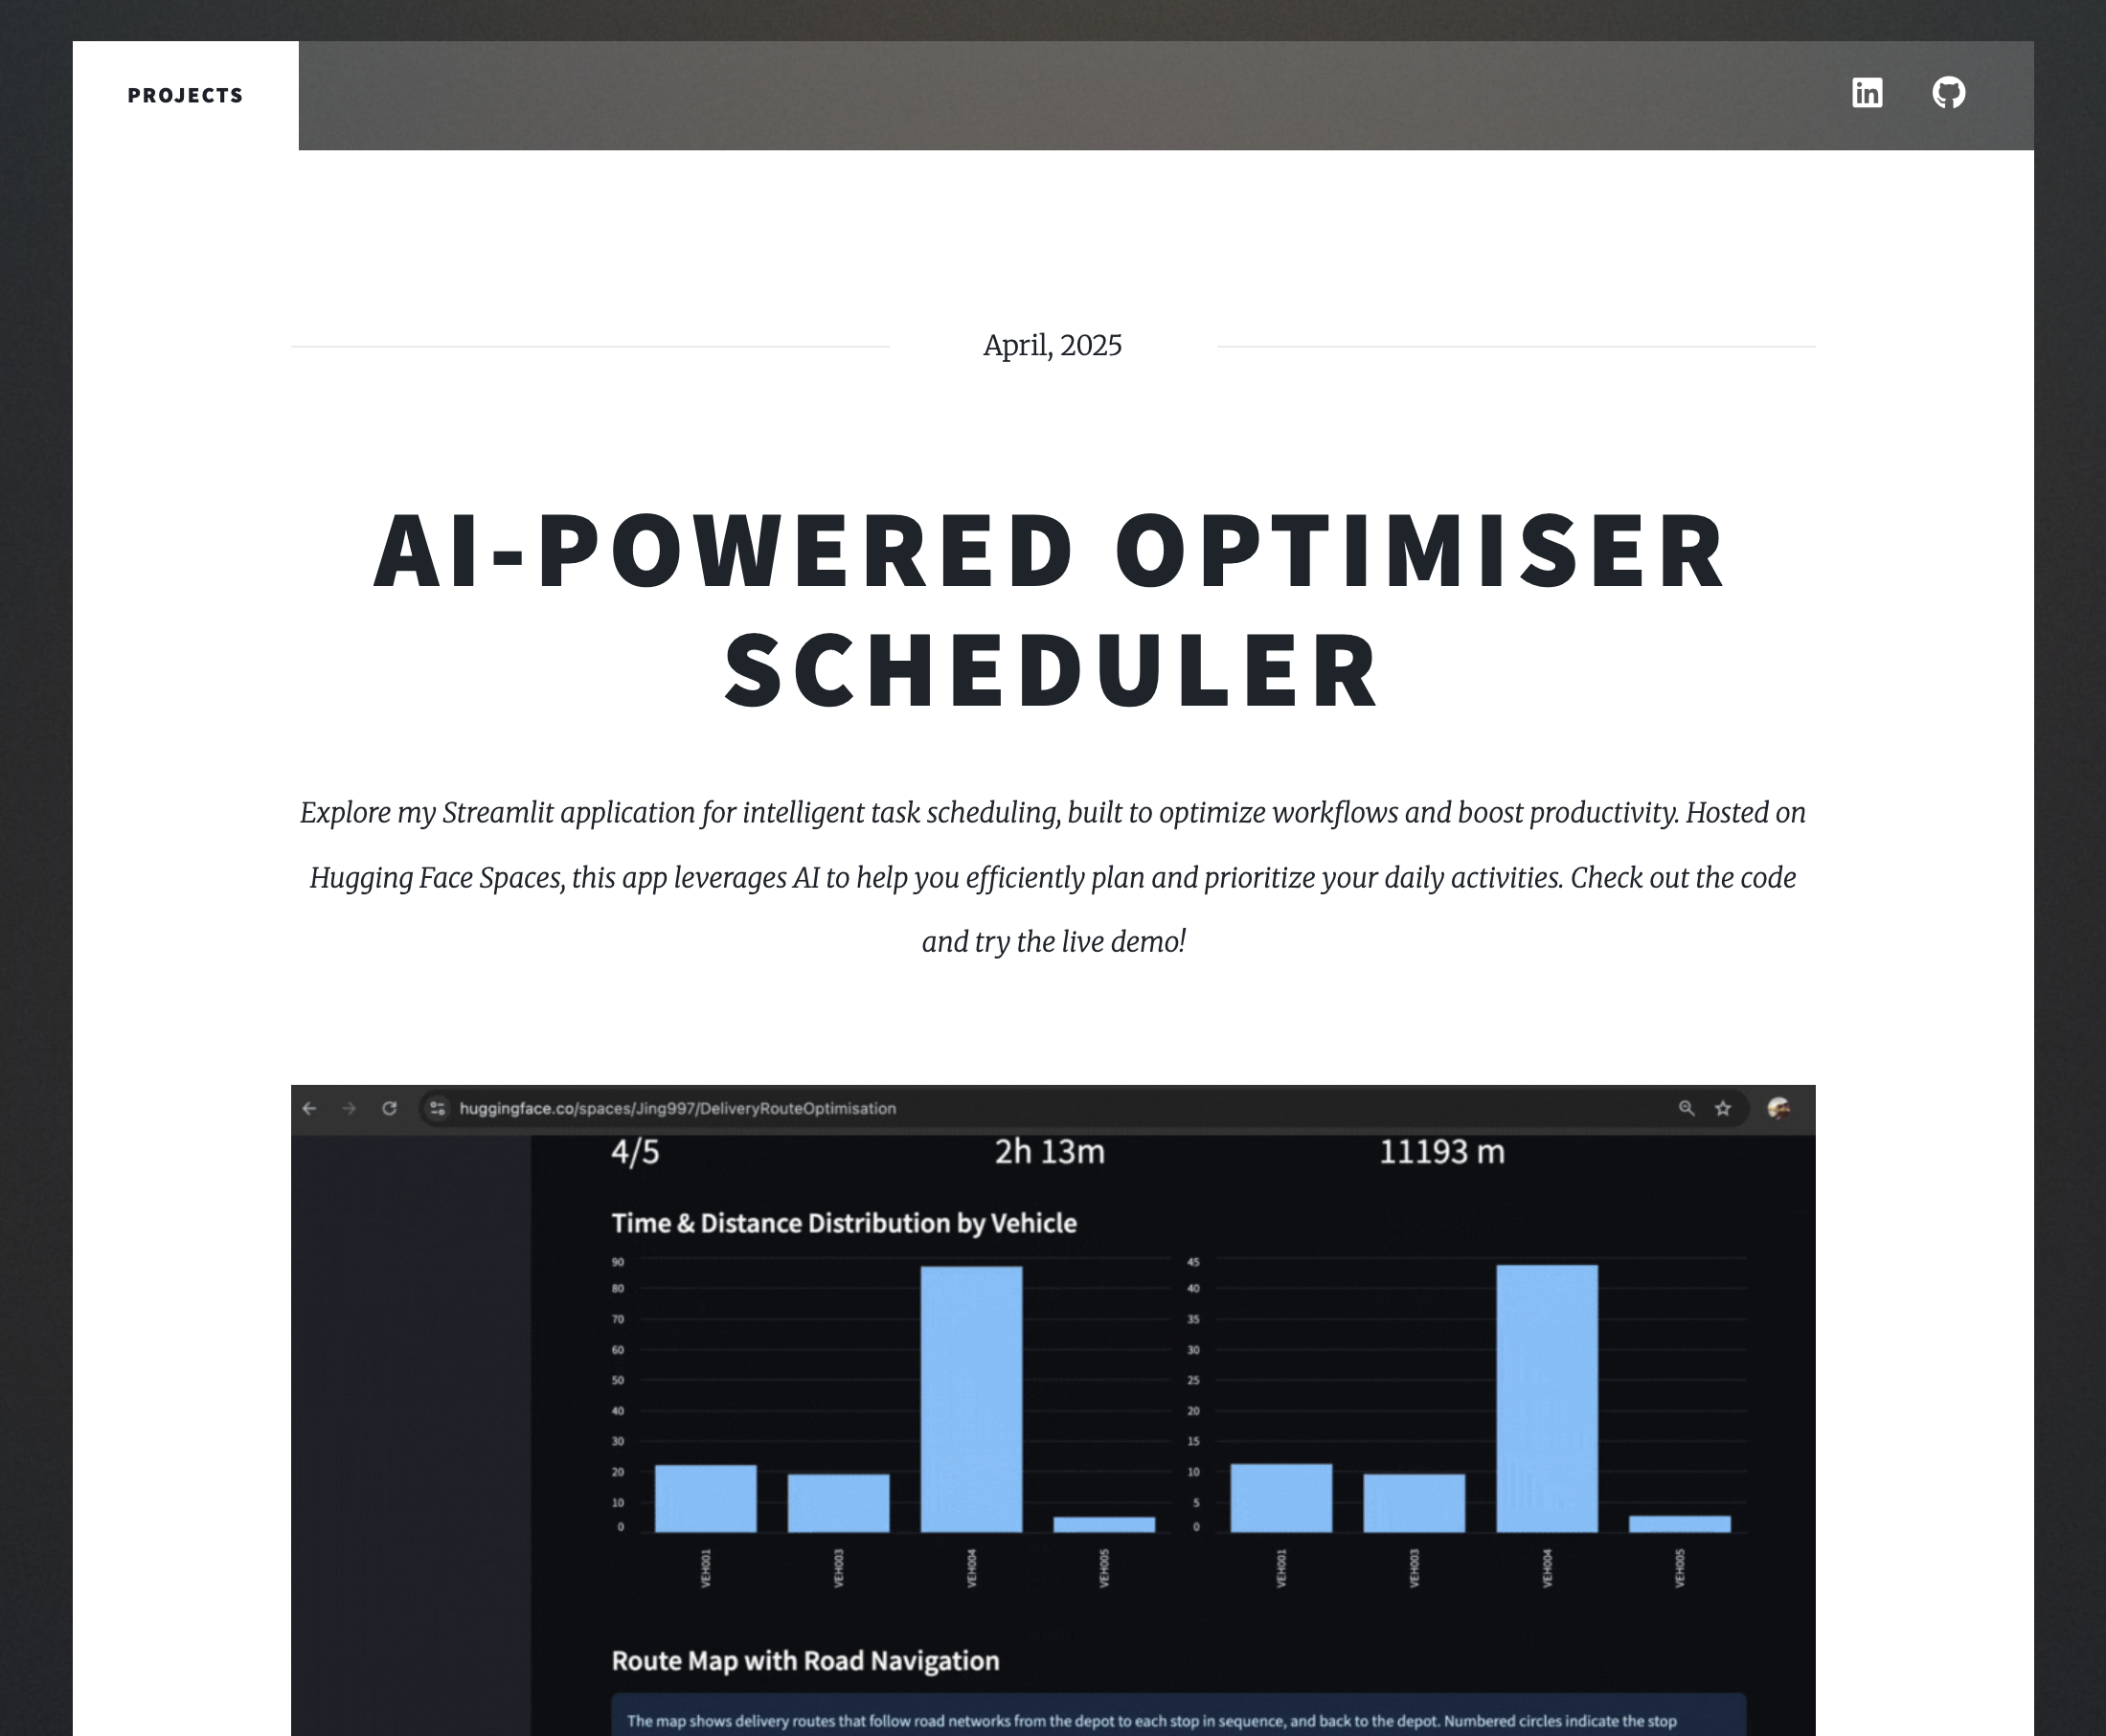 PROJECTS
in
April, 2025
AI-POWERED OPTIMISER
SCHEDULER
Explore my Streamlit application for intelligent task scheduling, built to optimize workflows and boost productivity. Hosted on
Hugging Face Spaces, this app leverages AI to help you efficiently plan and prioritize your daily activities. Check out the code
and try the live demo!
huggingface.co/spaces/Jing997/DeliveryRouteOptimisation
4/5 2h 13m 11193 m
Time & Distance Distribution by Vehicle
90 45
80 40
70 35
60 30
50 25
40 20
30 15
20 10
10 5
0 0
VEH001 VEH003 VEH004 VEH005 VEH001 VEH003 VEH004 VEH005
Route Map with Road Navigation
The map shows delivery routes that follow road networks from the depot to each stop in sequence, and back to the depot. Numbered circles indicate the stop